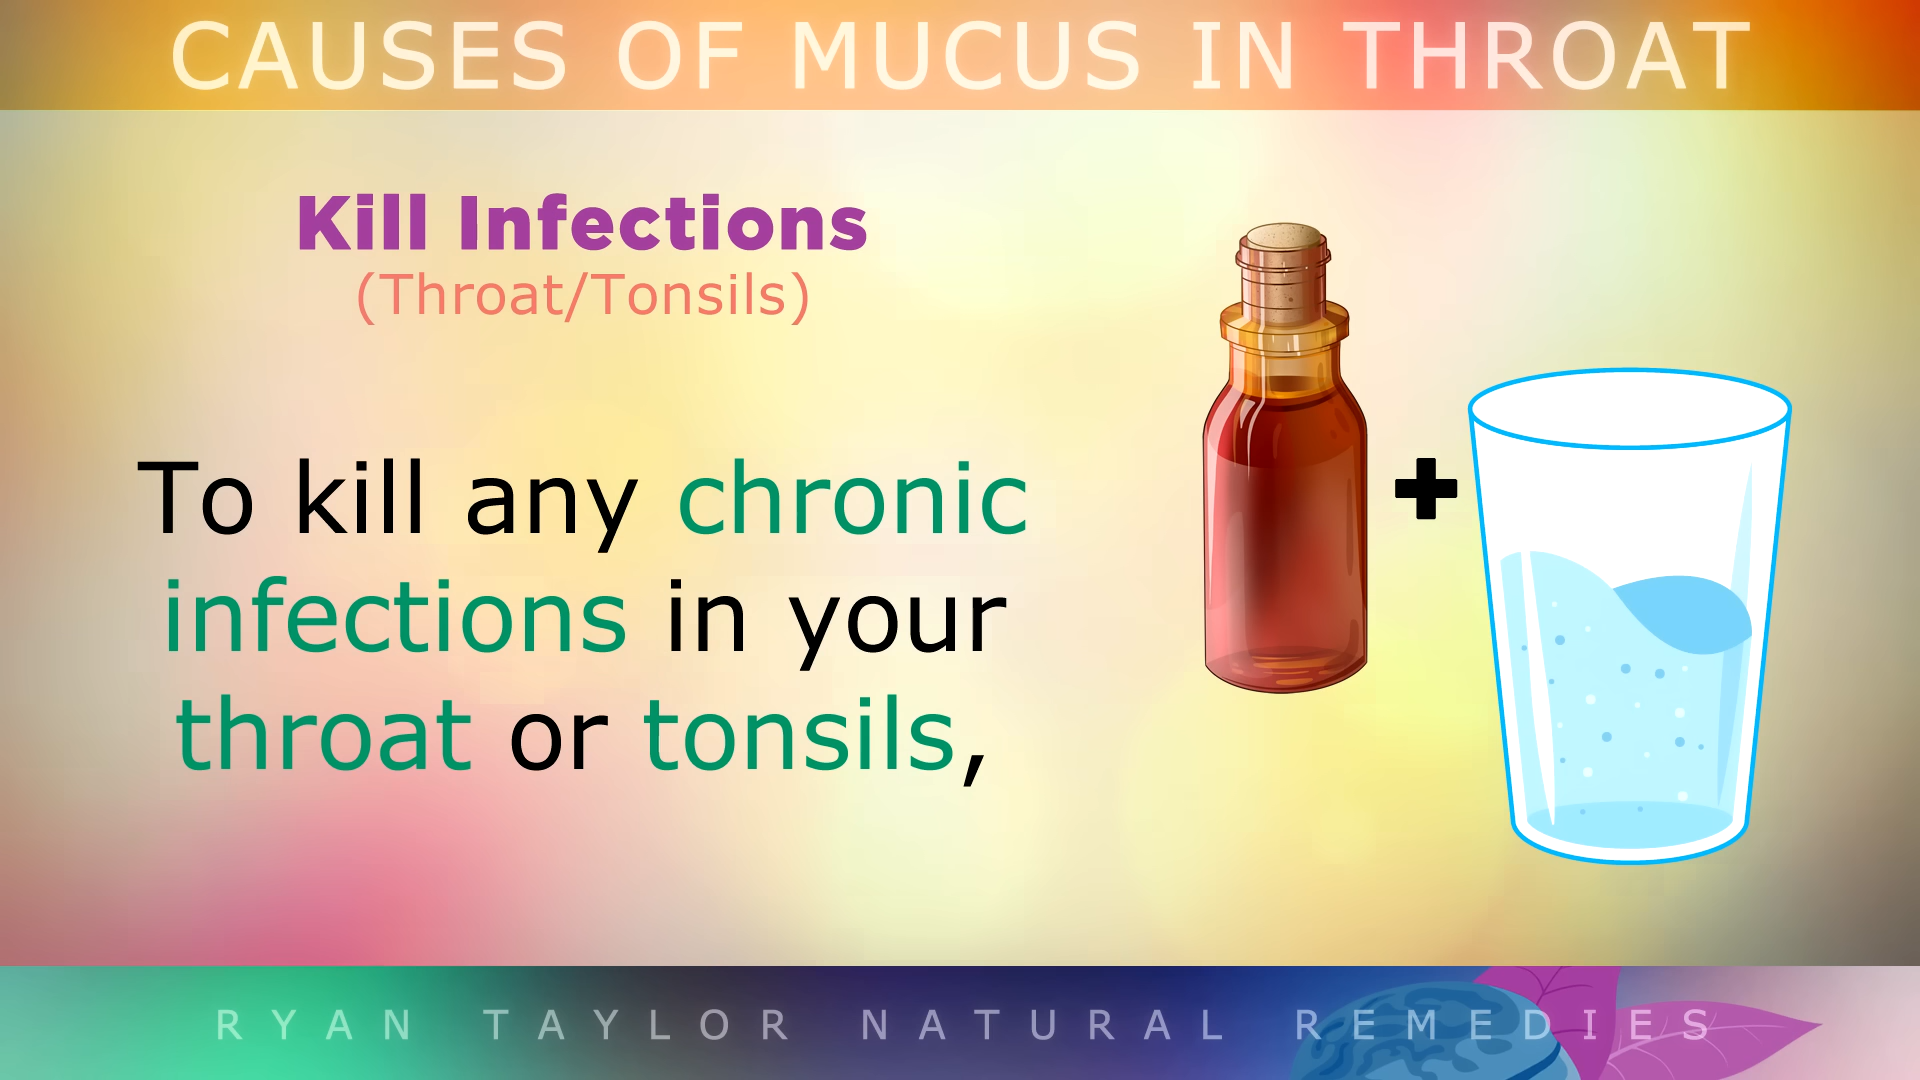 CAUSES OF MUCUS IN THROAT
Kill Infections
(Throat/Tonsils)
To kill any chronic
infections in your
throat or tonsils,
RYAN TAYLOR NATURAL REMEDIES